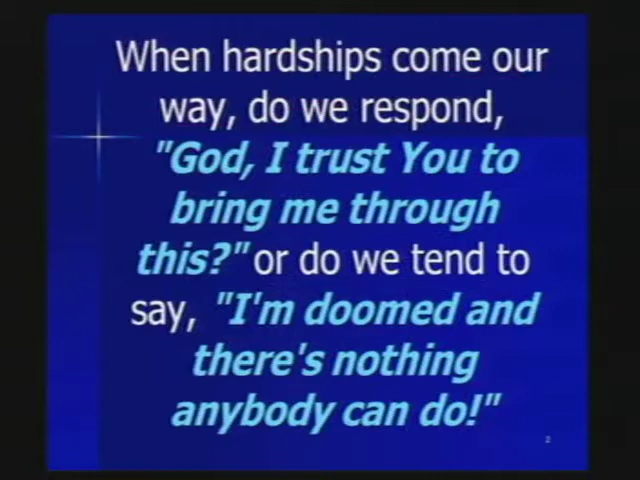 When hardships come our
way, do we respond,
"God, I trust You to
bring me through
this?" or do we tend to
say, "I'm doomed and
there's nothing
anybody can do!"
2